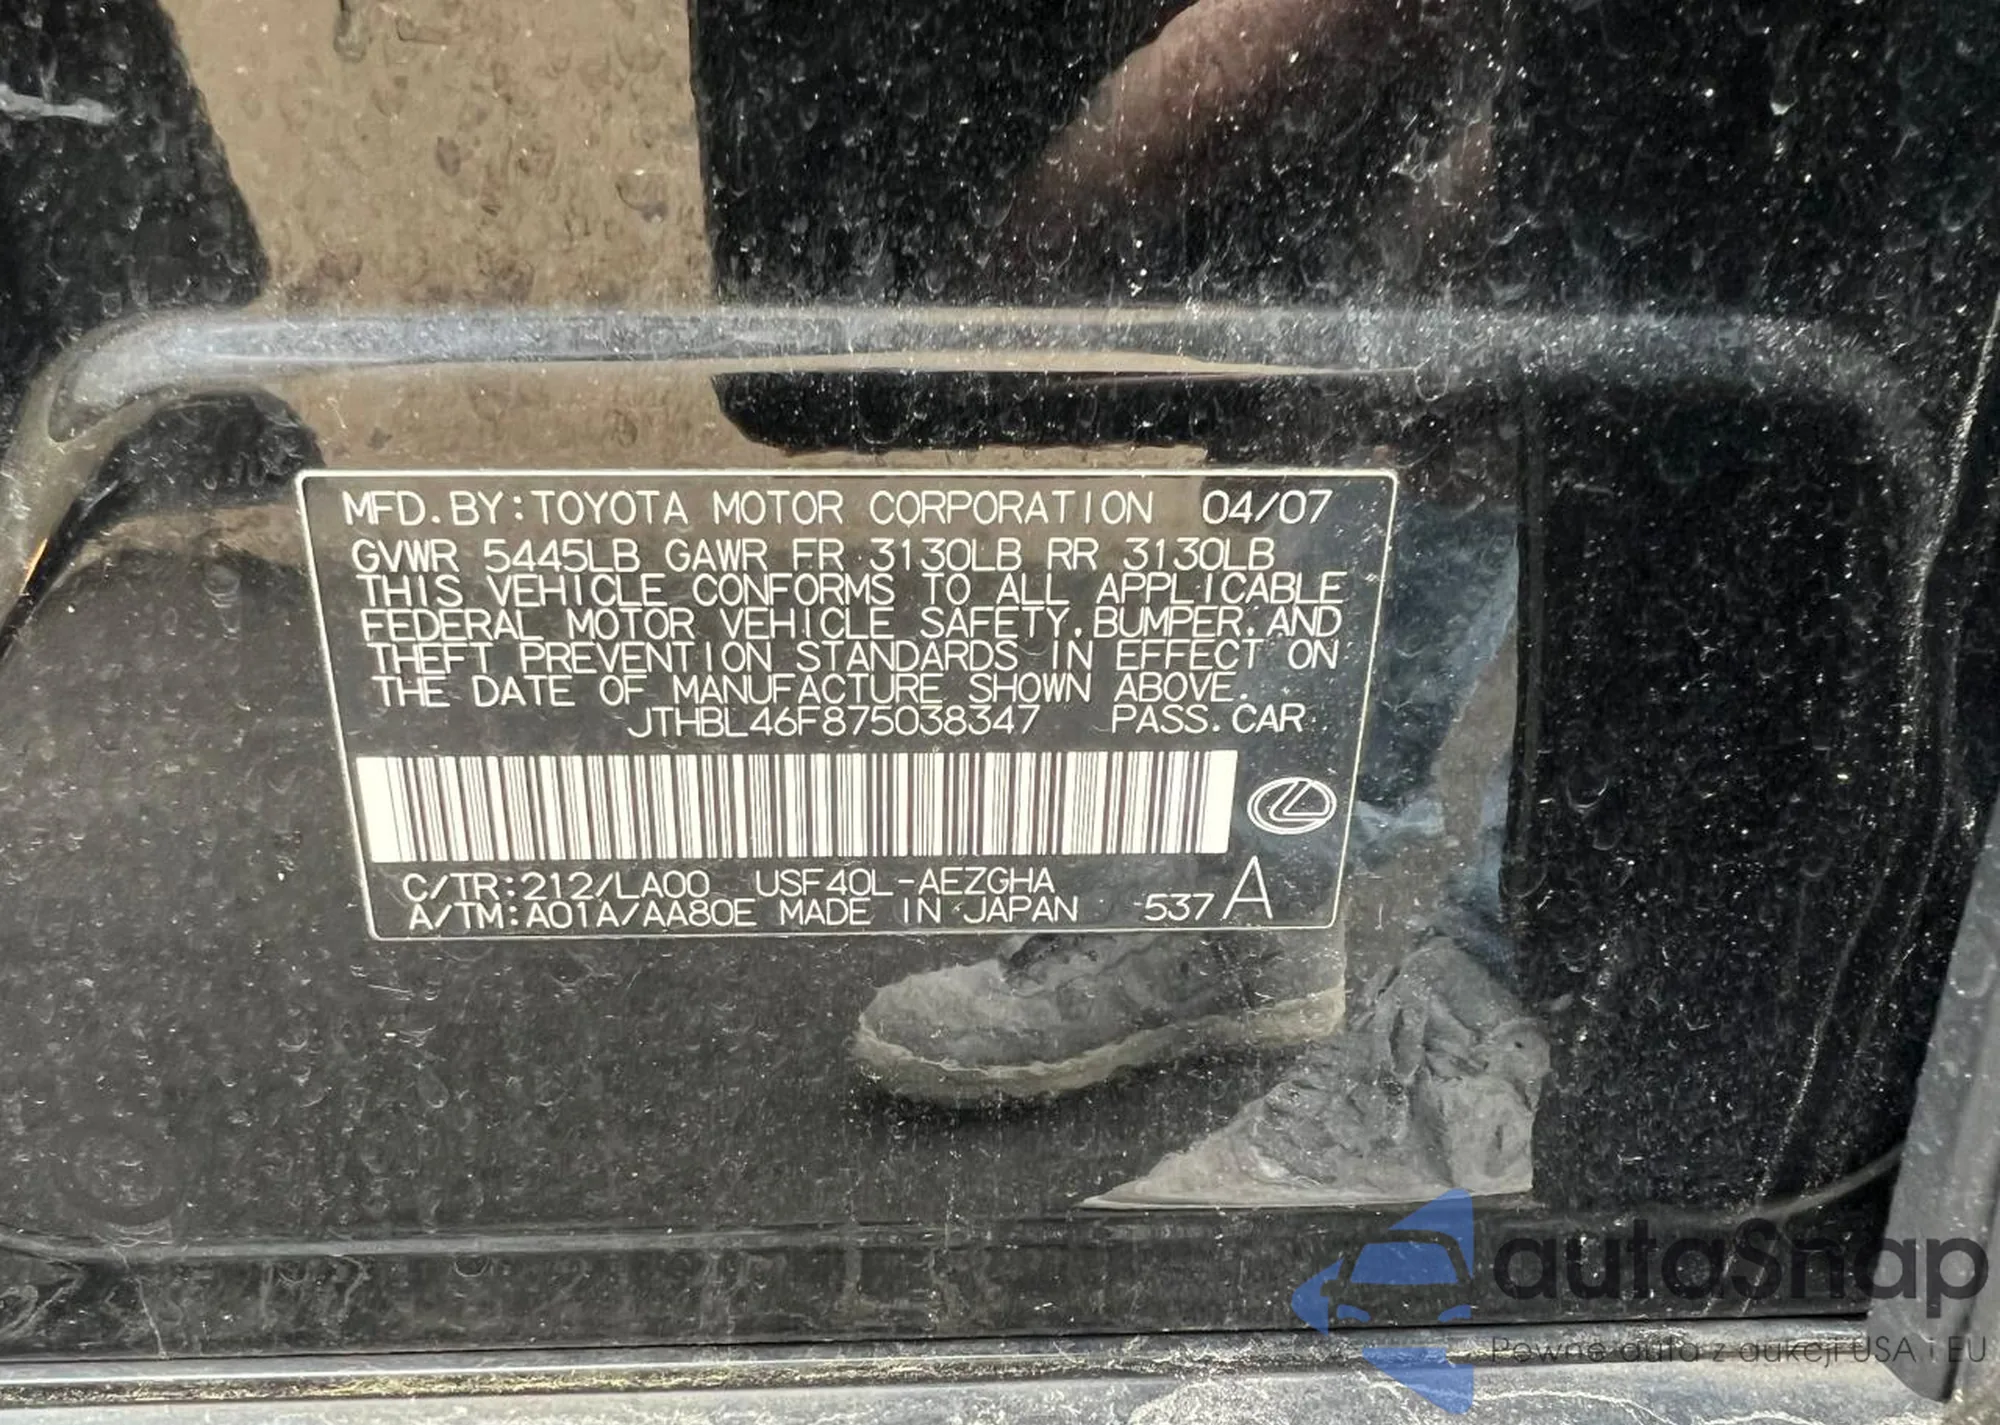 MFD.BY:TOYOTA MOTOR CORPORATION 04/07
GVWR 5445LB GAWR FR 3130LB RR 3130LB
THIS VEHICLE CONFORMS TO ALL APPLICABLE
FEDERAL MOTOR VEHICLE SAFETY,BUMPER,AND
THEFT PREVENTION STANDARDS IN EFFECT ON
THE DATE OF MANUFACTURE SHOWN ABOVE.
JTHBL46F875038347 PASS.CAR
C/TR:212/LA00 USF40L-AEZGHA
A/TM:A01A/AA80E MADE IN JAPAN 537 A
autaSnap
Pewne auta z aukcji USA i EU